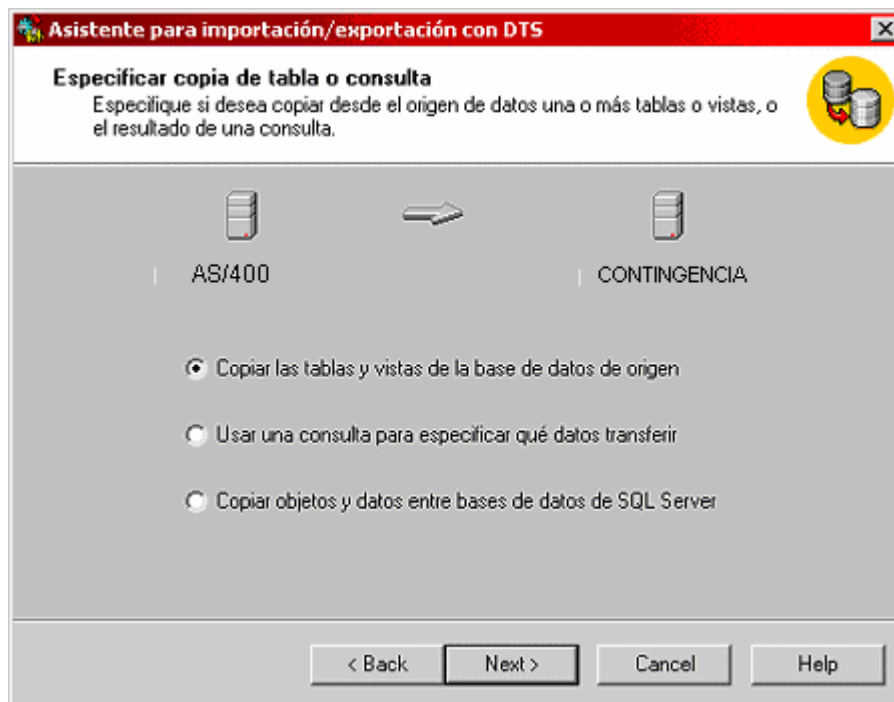 Asistente para importación/exportación con DTS
Especificar copia de tabla o consulta
Especifique si desea copiar desde el origen de datos una o más tablas o vistas, o
el resultado de una consulta.
AS/400
CONTINGENCIA
Copiar las tablas y vistas de la base de datos de origen
Usar una consulta para especificar qué datos transferir
Copiar objetos y datos entre bases de datos de SQL Server
< Back Next > Cancel Help